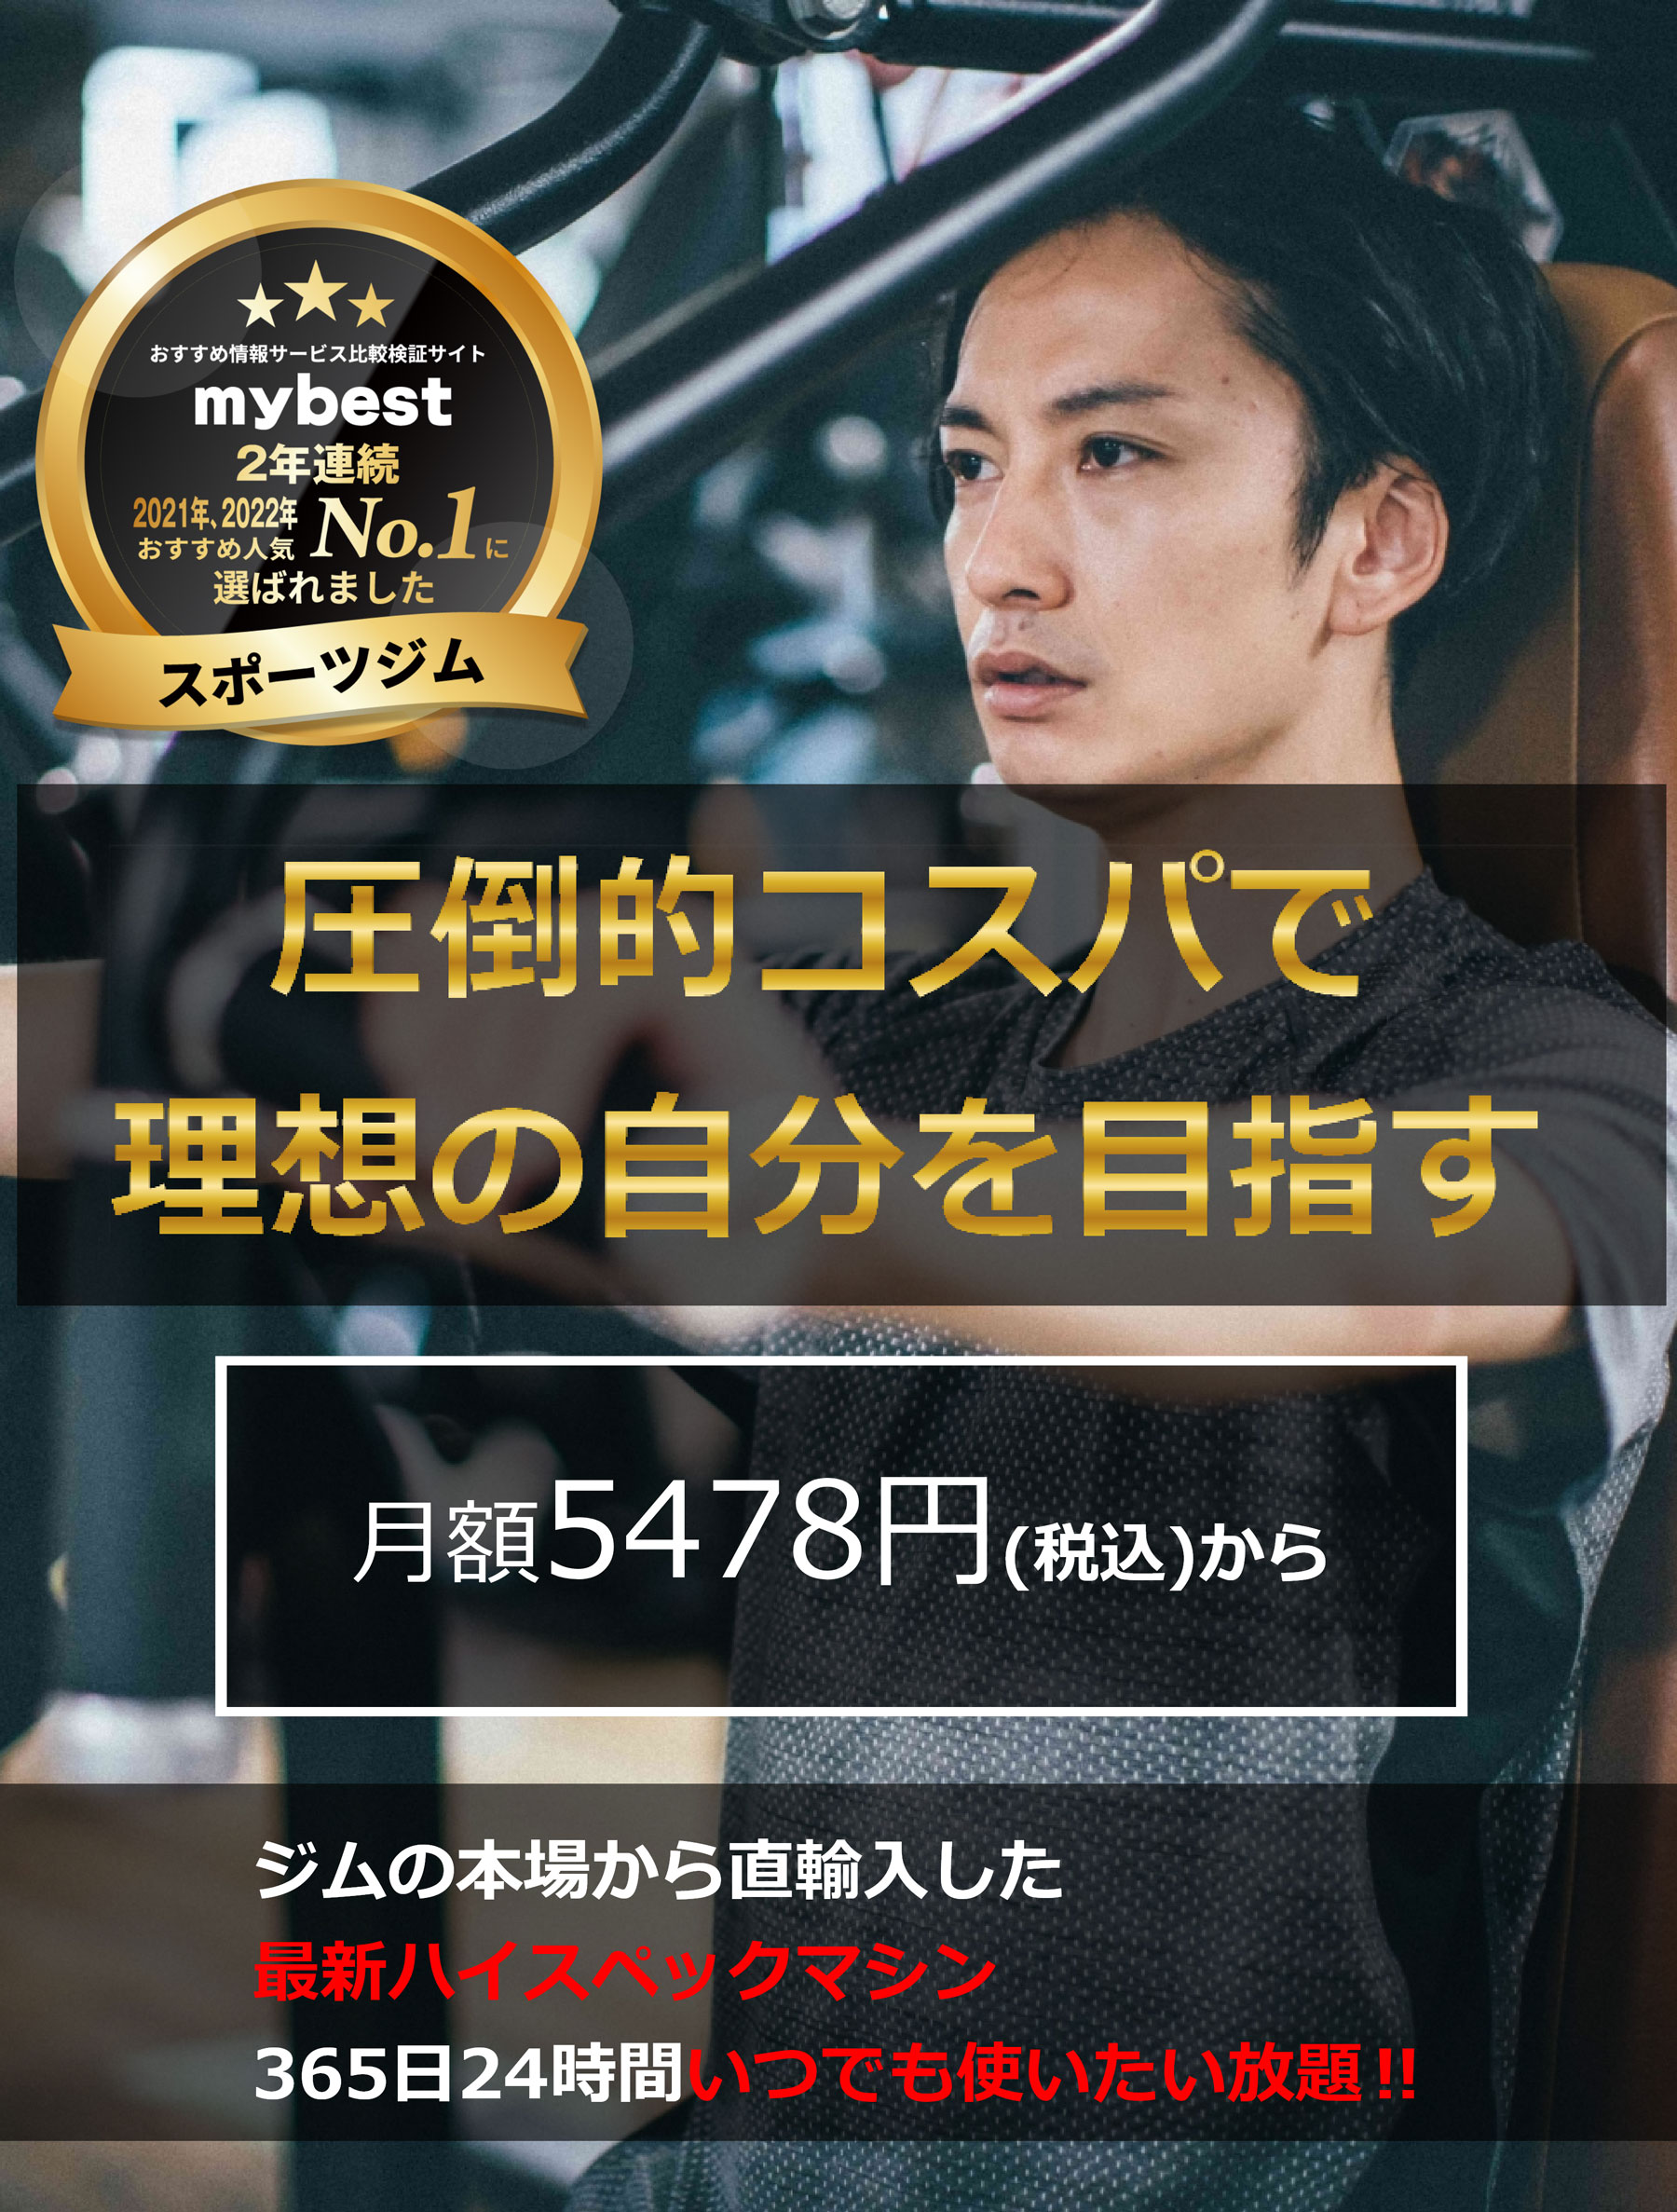 おすすめ情報サービス比較検証サイト
mybest
2年連続
2021年、2022年
おすすめ人気 No.1に
選ばれました
スポーツジム
圧倒的コスパで
理想の自分を目指す
月額5478円(税込)から
ジムの本場から直輸入した
最新ハイスペックマシン
365日24時間いつでも使いたい放題!!